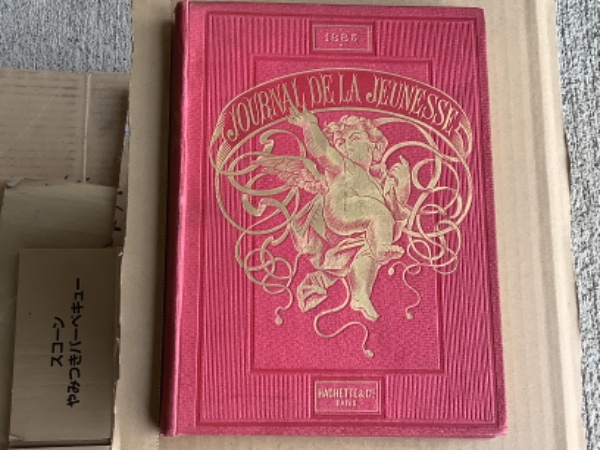 1883
JOURNAL DE LA JEUNESSE
HACHETTE & Cie
PARIS
スコーン
やみつきバーベキュー